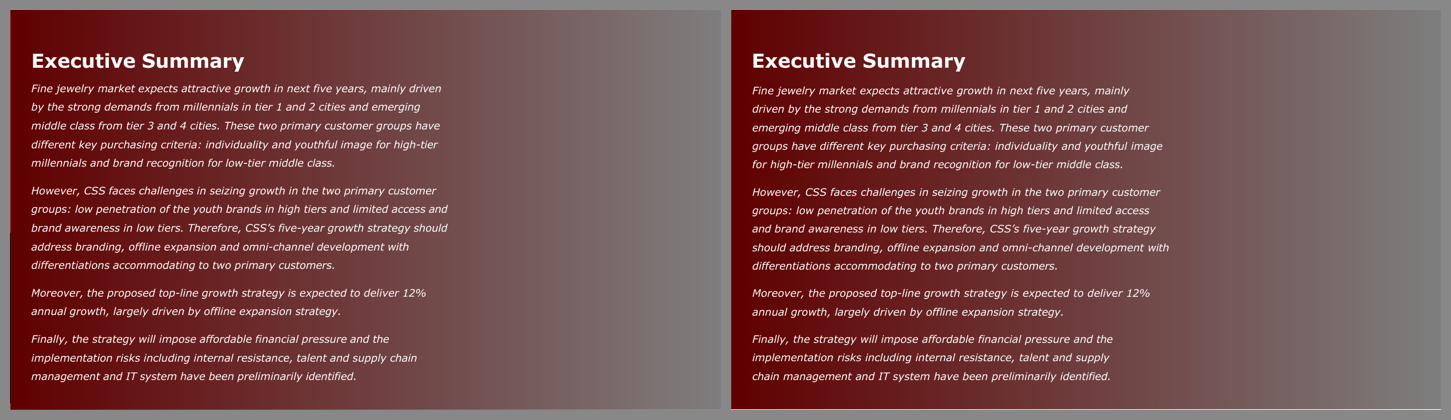 Executive Summary
Fine jewelry market expects attractive growth in next five years, mainly driven
by the strong demands from millennials in tier 1 and 2 cities and emerging
middle class from tier 3 and 4 cities. These two primary customer groups have
different key purchasing criteria: individuality and youthful image for high-tier
millennials and brand recognition for low-tier middle class.
However, CSS faces challenges in seizing growth in the two primary customer
groups: low penetration of the youth brands in high tiers and limited access and
brand awareness in low tiers. Therefore, CSS’s five-year growth strategy should
address branding, offline expansion and omni-channel development with
differentiations accommodating to two primary customers.
Moreover, the proposed top-line growth strategy is expected to deliver 12%
annual growth, largely driven by offline expansion strategy.
Finally, the strategy will impose affordable financial pressure and the
implementation risks including internal resistance, talent and supply chain
management and IT system have been preliminarily identified.
Executive Summary
Fine jewelry market expects attractive growth in next five years, mainly
driven by the strong demands from millennials in tier 1 and 2 cities and
emerging middle class from tier 3 and 4 cities. These two primary customer
groups have different key purchasing criteria: individuality and youthful image
for high-tier millennials and brand recognition for low-tier middle class.
However, CSS faces challenges in seizing growth in the two primary customer
groups: low penetration of the youth brands in high tiers and limited access
and brand awareness in low tiers. Therefore, CSS’s five-year growth strategy
should address branding, offline expansion and omni-channel development with
differentiations accommodating to two primary customers.
Moreover, the proposed top-line growth strategy is expected to deliver 12%
annual growth, largely driven by offline expansion strategy.
Finally, the strategy will impose affordable financial pressure and the
implementation risks including internal resistance, talent and supply
chain management and IT system have been preliminarily identified.